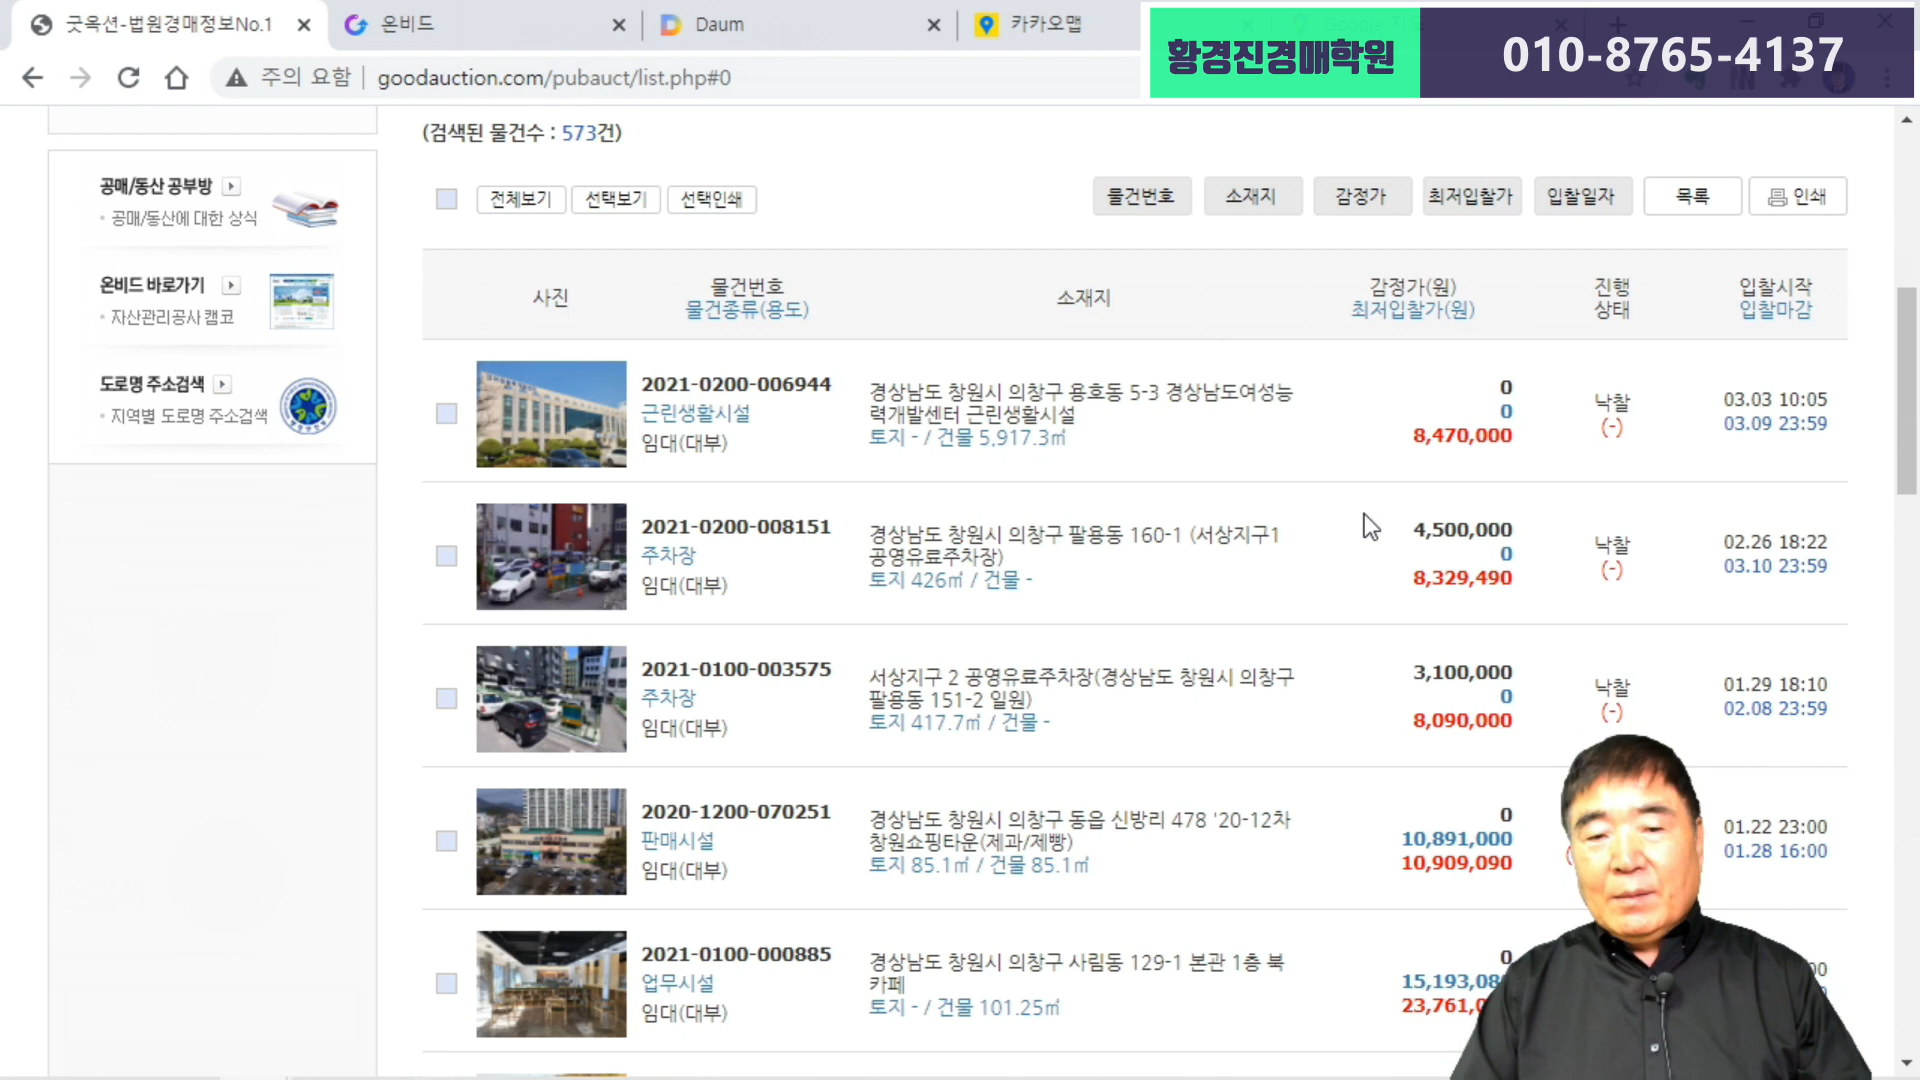 굿옥션-법원경매정보No.1
온비드
Daum
카카오맵
황경진경매학원
010-8765-4137
주의 요함
goodauction.com/pubauct/list.php#0
(검색된 물건수 : 573건)
공매/동산 공부방
공매/동산에 대한 상식
온비드 바로가기
자산관리공사 캠코
도로명 주소검색
지역별 도로명 주소검색
전체보기 선택보기 선택인쇄
물건번호 소재지 감정가 최저입찰가 입찰일자 목록 인쇄
사진
물건번호
물건종류(용도)
소재지
감정가(원)
최저입찰가(원)
진행
상태
입찰시작
입찰마감
2021-0200-006944
근린생활시설
임대(대부)
경상남도 창원시 의창구 용호동 5-3 경상남도여성능
력개발센터 근린생활시설
토지 - / 건물 5,917.3㎡
0
0
8,470,000
낙찰
(-)
03.03 10:05
03.09 23:59
2021-0200-008151
주차장
임대(대부)
경상남도 창원시 의창구 팔용동 160-1 (서상지구1
공영유료주차장)
토지 426㎡ / 건물 -
4,500,000
0
8,329,490
낙찰
(-)
02.26 18:22
03.10 23:59
2021-0100-003575
주차장
임대(대부)
서상지구 2 공영유료주차장(경상남도 창원시 의창구
팔용동 151-2 일원)
토지 417.7㎡ / 건물 -
3,100,000
0
8,090,000
낙찰
(-)
01.29 18:10
02.08 23:59
2020-1200-070251
판매시설
임대(대부)
경상남도 창원시 의창구 동읍 신방리 478 '20-12차
창원쇼핑타운(제과/제빵)
토지 85.1㎡ / 건물 85.1㎡
0
10,891,000
10,909,090
01.22 23:00
01.28 16:00
2021-0100-000885
업무시설
임대(대부)
경상남도 창원시 의창구 사림동 129-1 본관 1층 북
카페
토지 - / 건물 101.25㎡
0